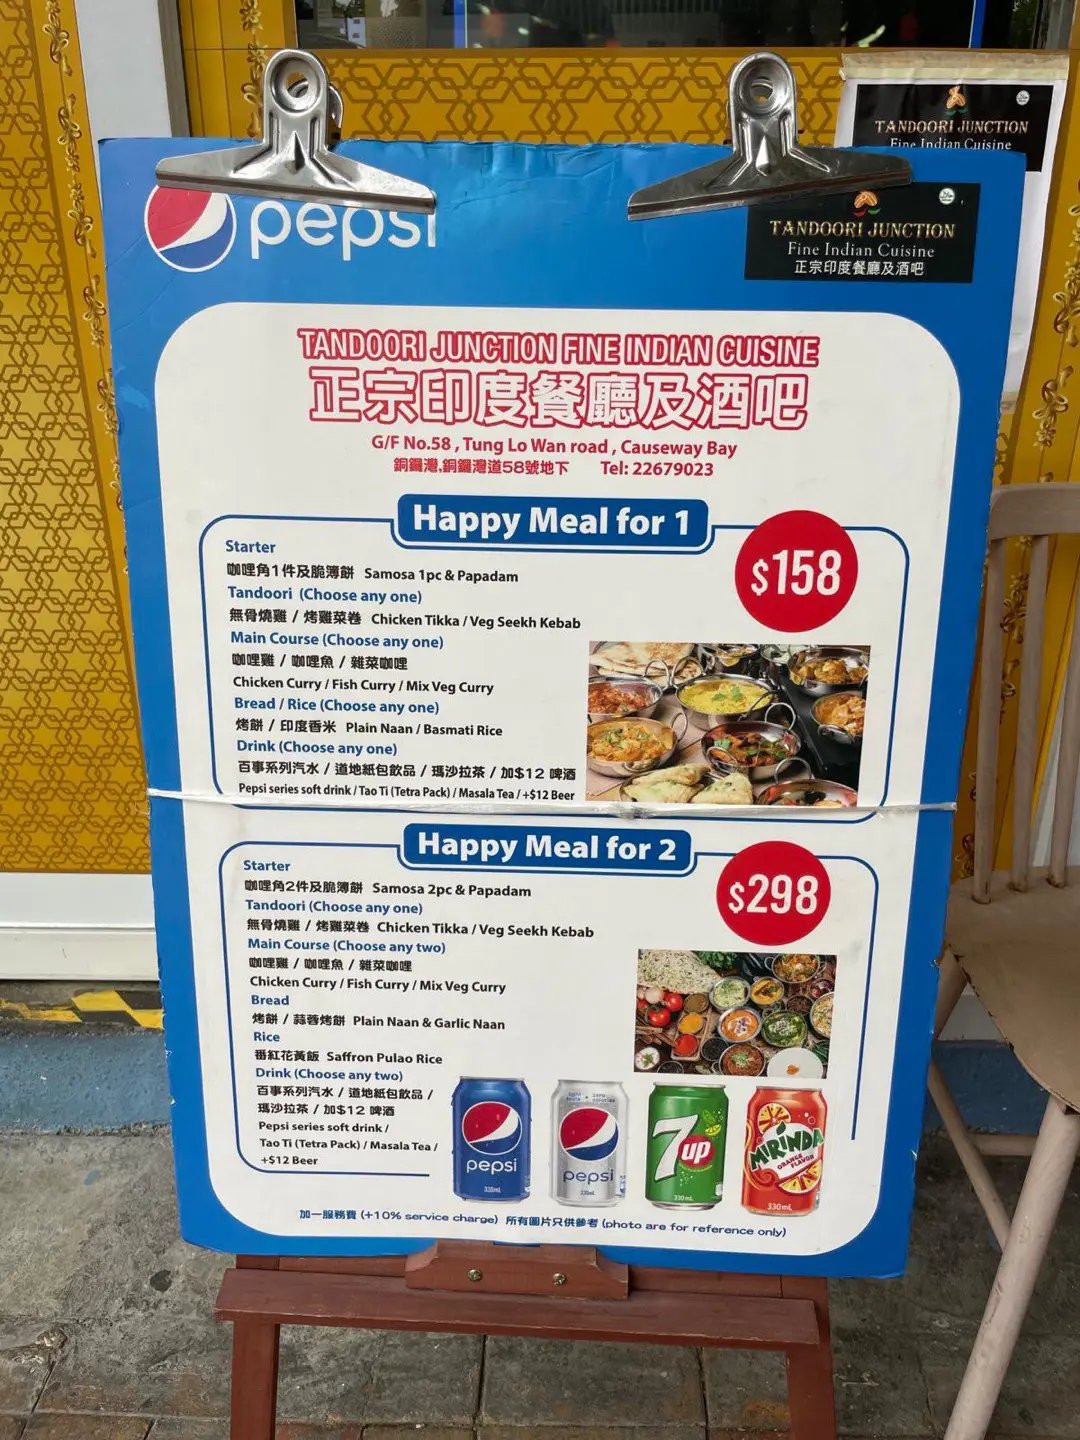 TANDOORI JUNCTION
Fine Indian Cuisine
pepsi
TANDOORI JUNCTION
Fine Indian Cuisine
正宗印度餐廳及酒吧
TANDOORI JUNCTION FINE INDIAN CUISINE
正宗印度餐廳及酒吧
G/F No.58 , Tung Lo Wan road , Causeway Bay
銅鑼灣,銅鑼灣道58號地下 Tel: 22679023
Happy Meal for 1
$158
Starter
咖哩角1件及脆薄餅 Samosa 1pc & Papadam
Tandoori (Choose any one)
無骨燒雞 / 烤雞菜卷 Chicken Tikka / Veg Seekh Kebab
Main Course (Choose any one)
咖哩雞 / 咖哩魚 / 雜菜咖哩
Chicken Curry / Fish Curry / Mix Veg Curry
Bread / Rice (Choose any one)
烤餅 / 印度香米 Plain Naan / Basmati Rice
Drink (Choose any one)
百事系列汽水 / 道地紙包飲品 / 瑪沙拉茶 / 加$12 啤酒
Pepsi series soft drink / Tao Ti (Tetra Pack) / Masala Tea / +$12 Beer
Happy Meal for 2
$298
Starter
咖哩角2件及脆薄餅 Samosa 2pc & Papadam
Tandoori (Choose any one)
無骨燒雞 / 烤雞菜卷 Chicken Tikka / Veg Seekh Kebab
Main Course (Choose any two)
咖哩雞 / 咖哩魚 / 雜菜咖哩
Chicken Curry / Fish Curry / Mix Veg Curry
Bread
烤餅 / 蒜蓉烤餅 Plain Naan & Garlic Naan
Rice
番紅花黃飯 Saffron Pulao Rice
Drink (Choose any two)
百事系列汽水 / 道地紙包飲品 /
瑪沙拉茶 / 加$12 啤酒
Pepsi series soft drink /
Tao Ti (Tetra Pack) / Masala Tea /
+$12 Beer
pepsi
330mL
pepsi
330mL
7up
330mL
MIRINDA
ORANGE FLAVOR
330mL
加一服務費 (+10% service charge) 所有圖片只供參考 (photo are for reference only)